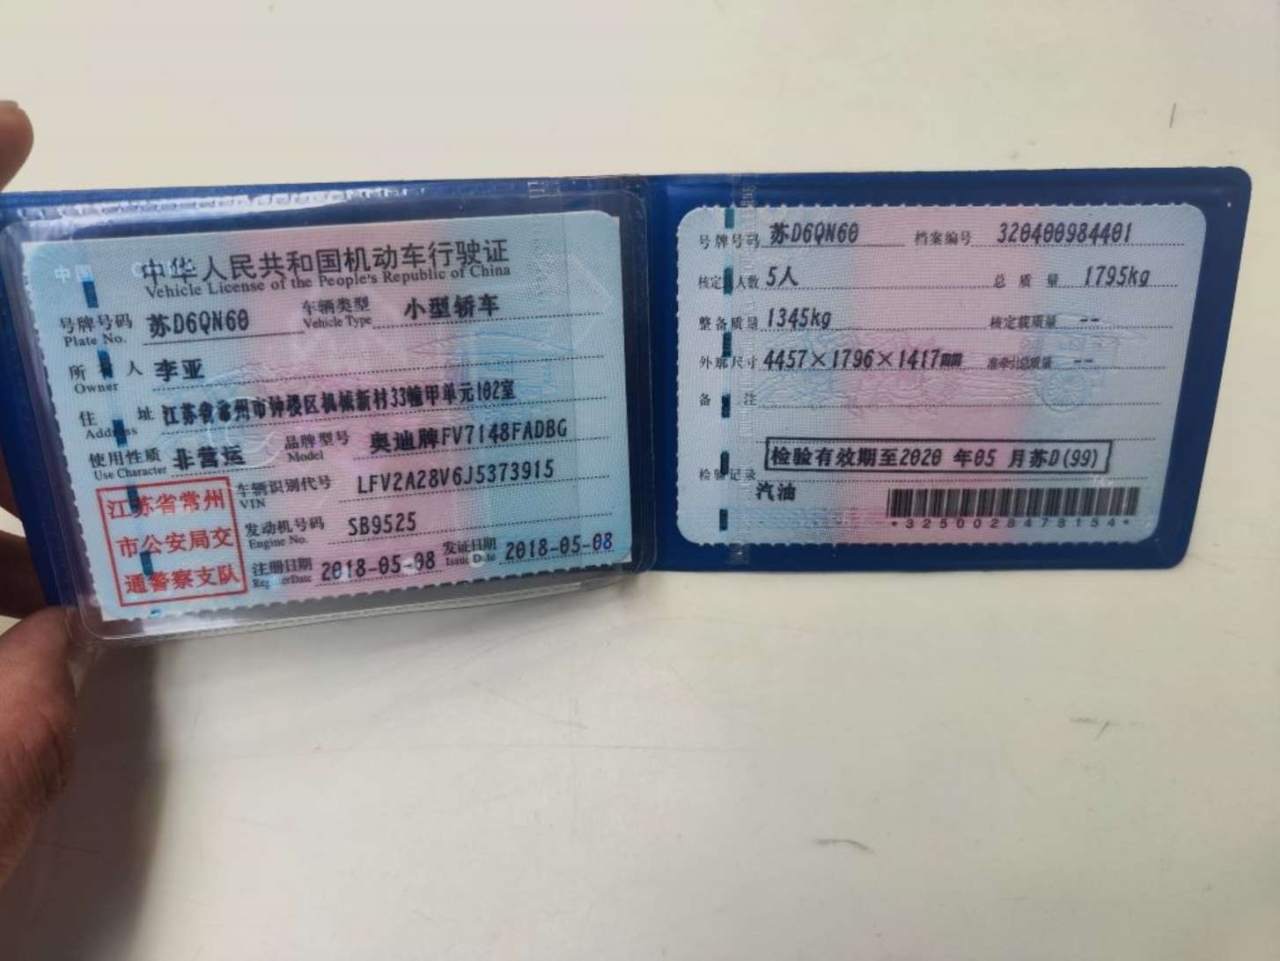 中华人民共和国机动车行驶证
Vehicle License of the People's Republic of China
号牌号码 苏D6QN60 车辆类型 小型轿车
Plate No. Vehicle Type
所有人 李亚
Owner
住址 江苏省常州市钟楼区机械新村33幢甲单元102室
Address
使用性质 非营运 品牌型号 奥迪牌FV7148FADBG
Use Character Model
车辆识别代号 LFV2A28V6J5373915
VIN
发动机号码 SB9525
Engine No.
注册日期 2018-05-08 发证日期 2018-05-08
Register Date Issue Date
江苏省常州
市公安局交
通警察支队
号牌号码 苏D6QN60 档案编号 320400984401
核定载人数 5人 总质量 1795kg
整备质量 1345kg 核定载质量 --
外廓尺寸 4457×1796×1417mm 准牵引总质量 --
备注
检验有效期至2020 年05 月苏D(99)
检验记录
汽油
*3250028478154*